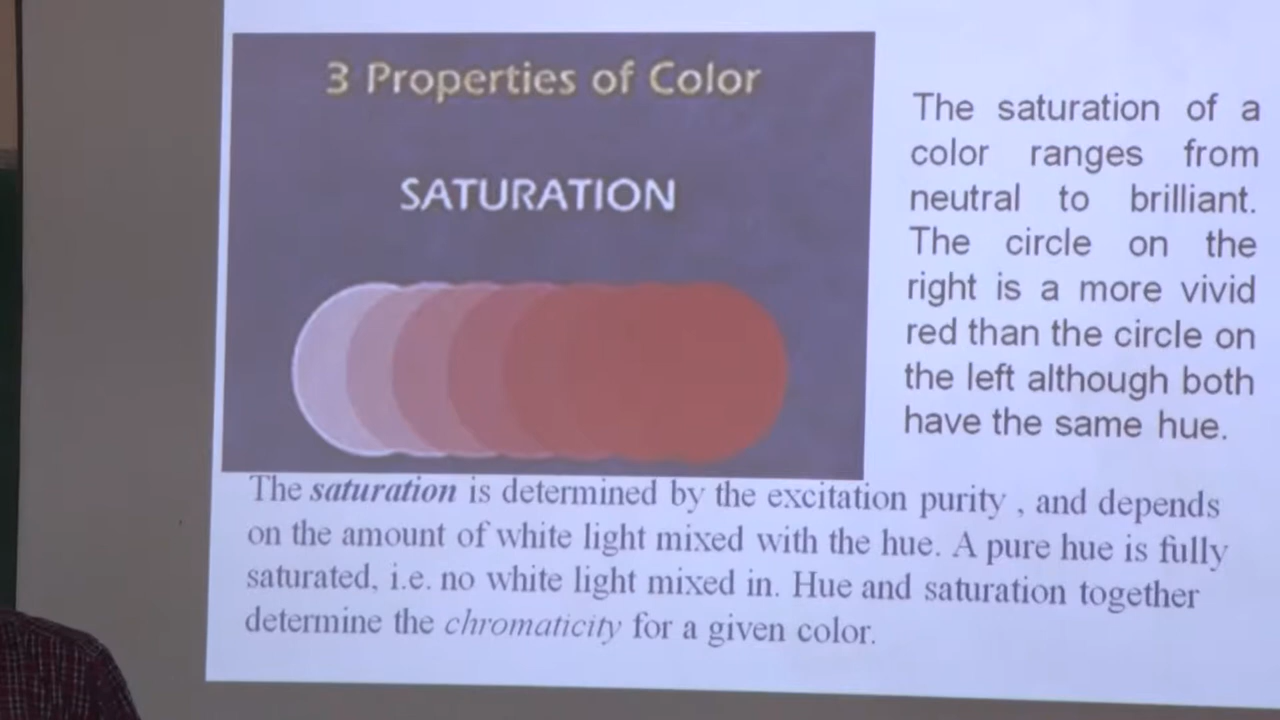 3 Properties of Color
SATURATION
The saturation of a
color ranges from
neutral to brilliant.
The circle on the
right is a more vivid
red than the circle on
the left although both
have the same hue.
The saturation is determined by the excitation purity , and depends
on the amount of white light mixed with the hue. A pure hue is fully
saturated, i.e. no white light mixed in. Hue and saturation together
determine the chromaticity for a given color.